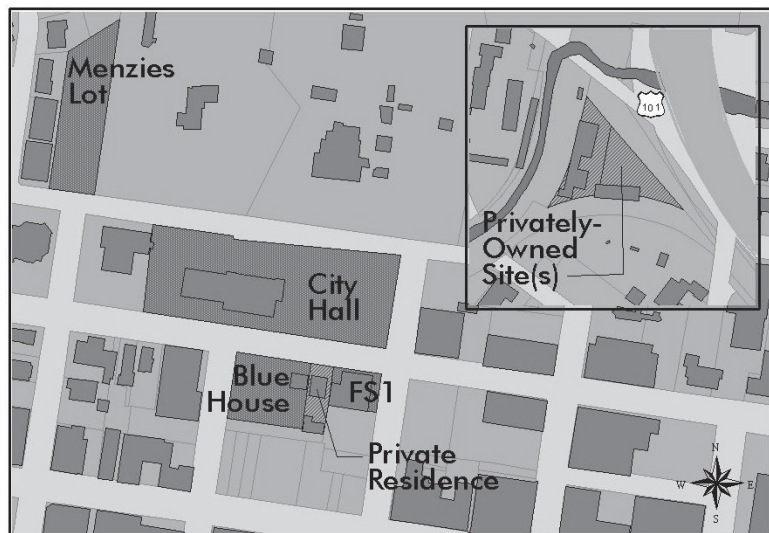 Menzies
Lot
101
Privately-
Owned
Site(s)
City
Hall
Blue
House
FS1
Private
Residence
N
W
E
S